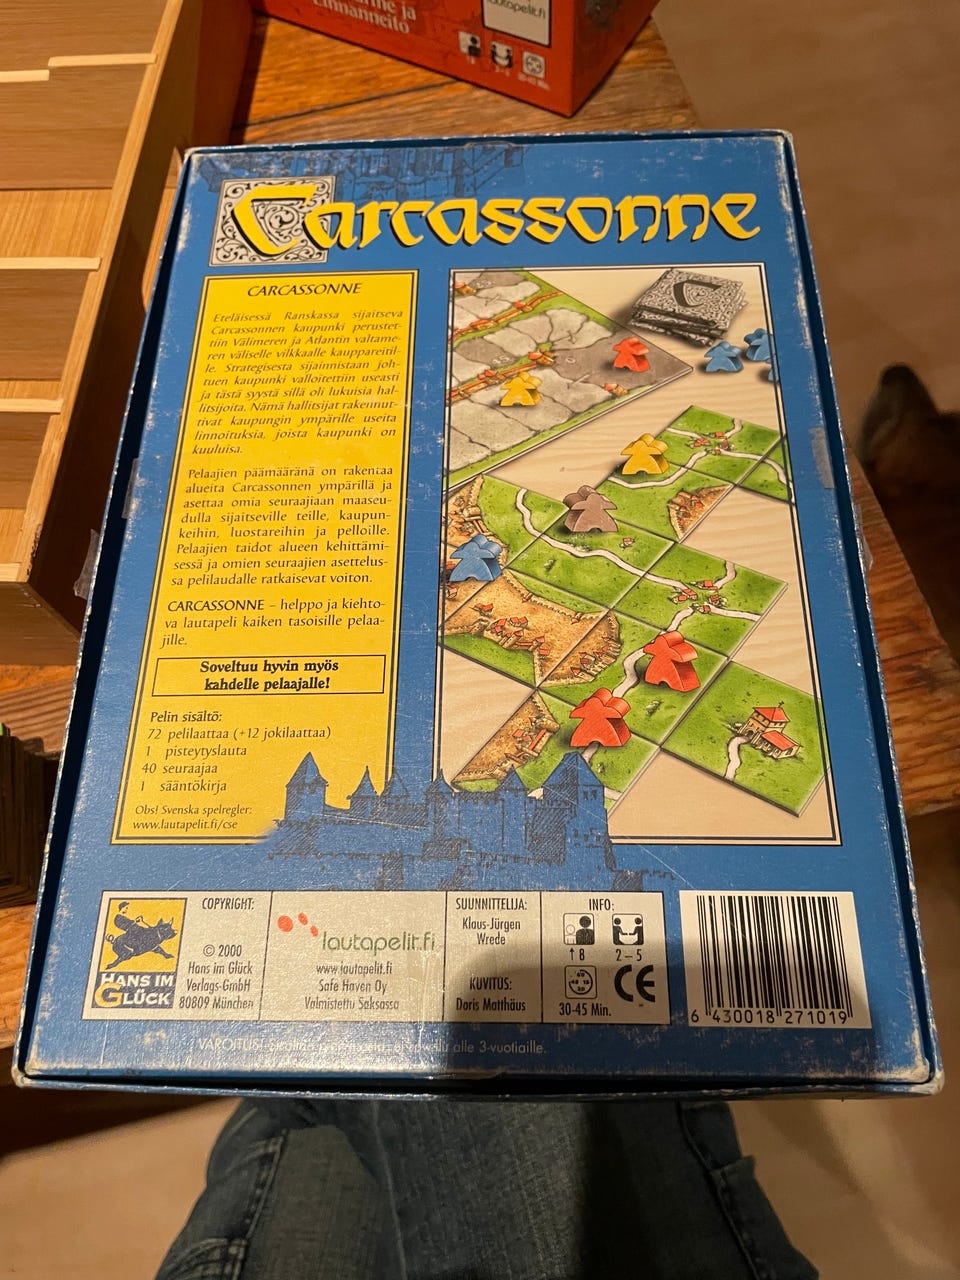 linnanneito
lautapelit.fi
Carcassonne
CARCASSONNE
Eteläisessä Ranskassa sijaitseva
Carcassonnen kaupunki perustet-
tiin Välimeren ja Atlantin valtame-
ren väliselle vilkkaalle kauppareitil-
le. Strategisesta sijainnistaan joh-
tuen kaupunki valloitettiin useasti
ja tästä syystä sillä oli lukuisia hal-
litsijoita. Nämä hallitsijat rakennut-
tivat kaupungin ympärille useita
linnoituksia, joista kaupunki on
kuuluisa.
Pelaajien päämääränä on rakentaa
alueita Carcassonnen ympärillä ja
asettaa omia seuraajiaan maaseu-
dulla sijaitseville teille, kaupun-
keihin, luostareihin ja pelloille.
Pelaajien taidot alueen kehittämi-
sessä ja omien seuraajien asettelus-
sa pelilaudalle ratkaisevat voiton.
CARCASSONNE – helppo ja kiehto-
va lautapeli kaiken tasoisille pelaa-
jille.
Soveltuu hyvin myös
kahdelle pelaajalle!
Pelin sisältö:
72 pelilaattaa (+12 jokilaattaa)
1 pisteytyslauta
40 seuraajaa
1 sääntökirja
Obs! Svenska spelregler:
www.lautapelit.fi/cse
C
HANS IM
GLÜCK
COPYRIGHT:
© 2000
Hans im Glück
Verlags-GmbH
80809 München
lautapelit.fi
www.lautapelit.fi
Safe Haven Oy
Valmistettu Saksassa
SUUNNITTELIJA:
Klaus-Jürgen
Wrede
KUVITUS:
Doris Matthäus
INFO:
↑8
2-5
30-45 Min.
CE
6 430018 271019
VAROITUS! alle 3-vuotiaille.